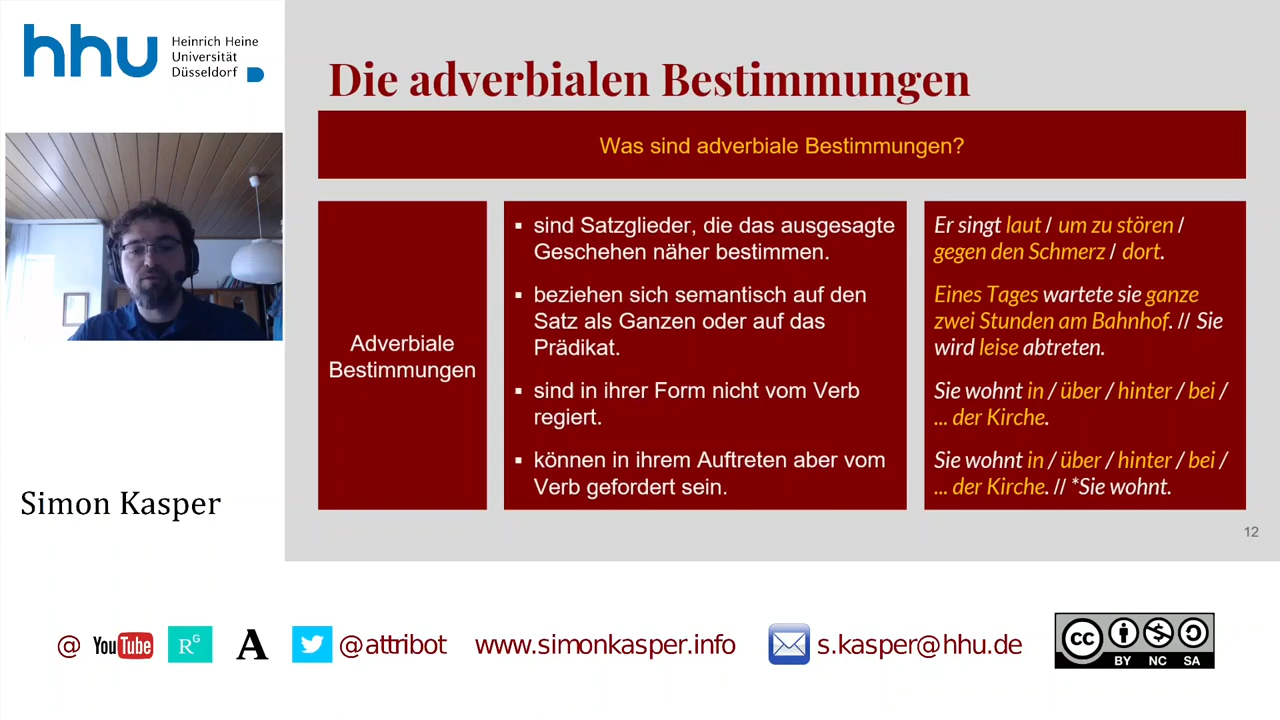 hhu
Heinrich Heine
Universität
Düsseldorf
Die adverbialen Bestimmungen
Was sind adverbiale Bestimmungen?
Adverbiale
Bestimmungen
▪ sind Satzglieder, die das ausgesagte
Geschehen näher bestimmen.
▪ beziehen sich semantisch auf den
Satz als Ganzen oder auf das
Prädikat.
▪ sind in ihrer Form nicht vom Verb
regiert.
▪ können in ihrem Auftreten aber vom
Verb gefordert sein.
Er singt laut / um zu stören /
gegen den Schmerz / dort.
Eines Tages wartete sie ganze
zwei Stunden am Bahnhof. // Sie
wird leise abtreten.
Sie wohnt in / über / hinter / bei /
... der Kirche.
Sie wohnt in / über / hinter / bei /
... der Kirche. // *Sie wohnt.
12
Simon Kasper
@ YouTube RG A @attribot www.simonkasper.info s.kasper@hhu.de
cc BY NC SA